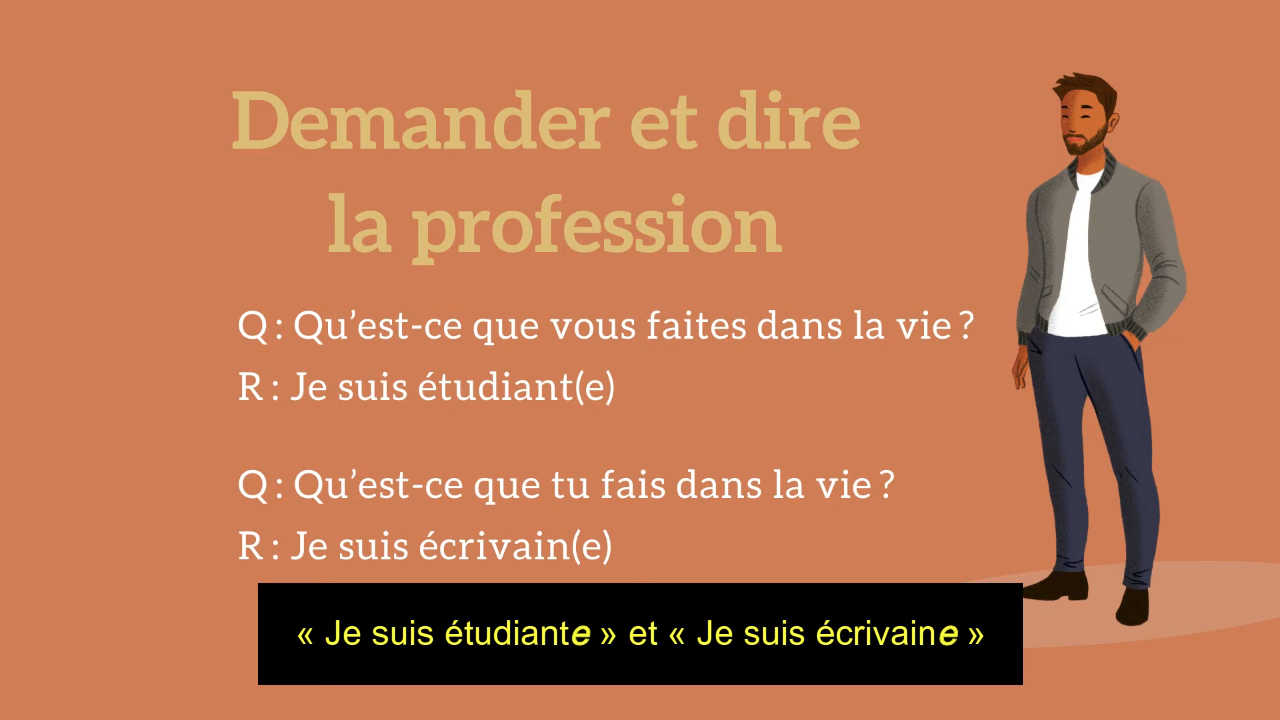 Demander et dire
la profession
Q : Qu’est-ce que vous faites dans la vie ?
R : Je suis étudiant(e)
Q : Qu’est-ce que tu fais dans la vie ?
R : Je suis écrivain(e)
« Je suis étudiante » et « Je suis écrivaine »